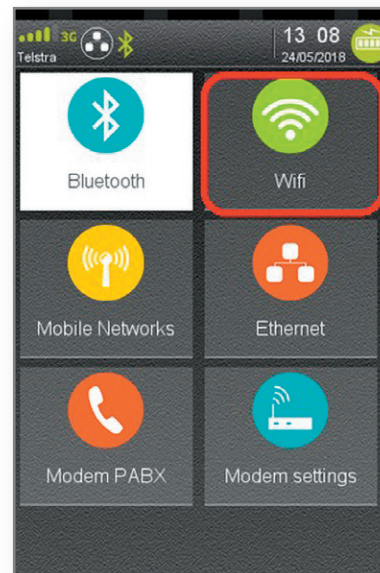 3G
13 08
Telstra
24/05/2018
Bluetooth
Wifi
Mobile Networks
Ethernet
Modem PABX
Modem settings